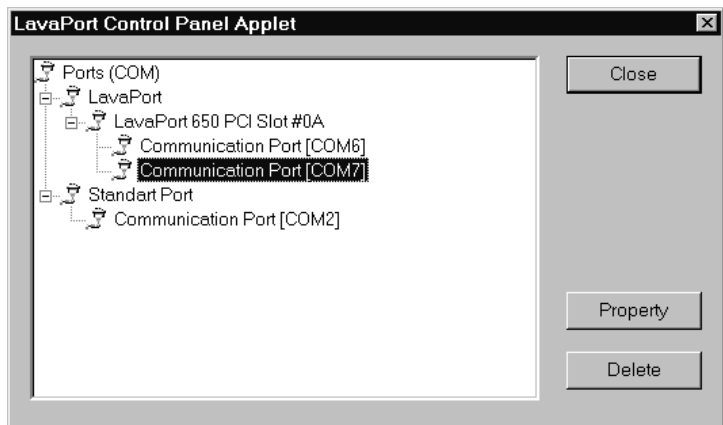 LavaPort Control Panel Applet
Ports (COM)
LavaPort
LavaPort 650 PCI Slot #0A
Communication Port [COM6]
Communication Port [COM7]
Standart Port
Communication Port [COM2]
Close
Property
Delete